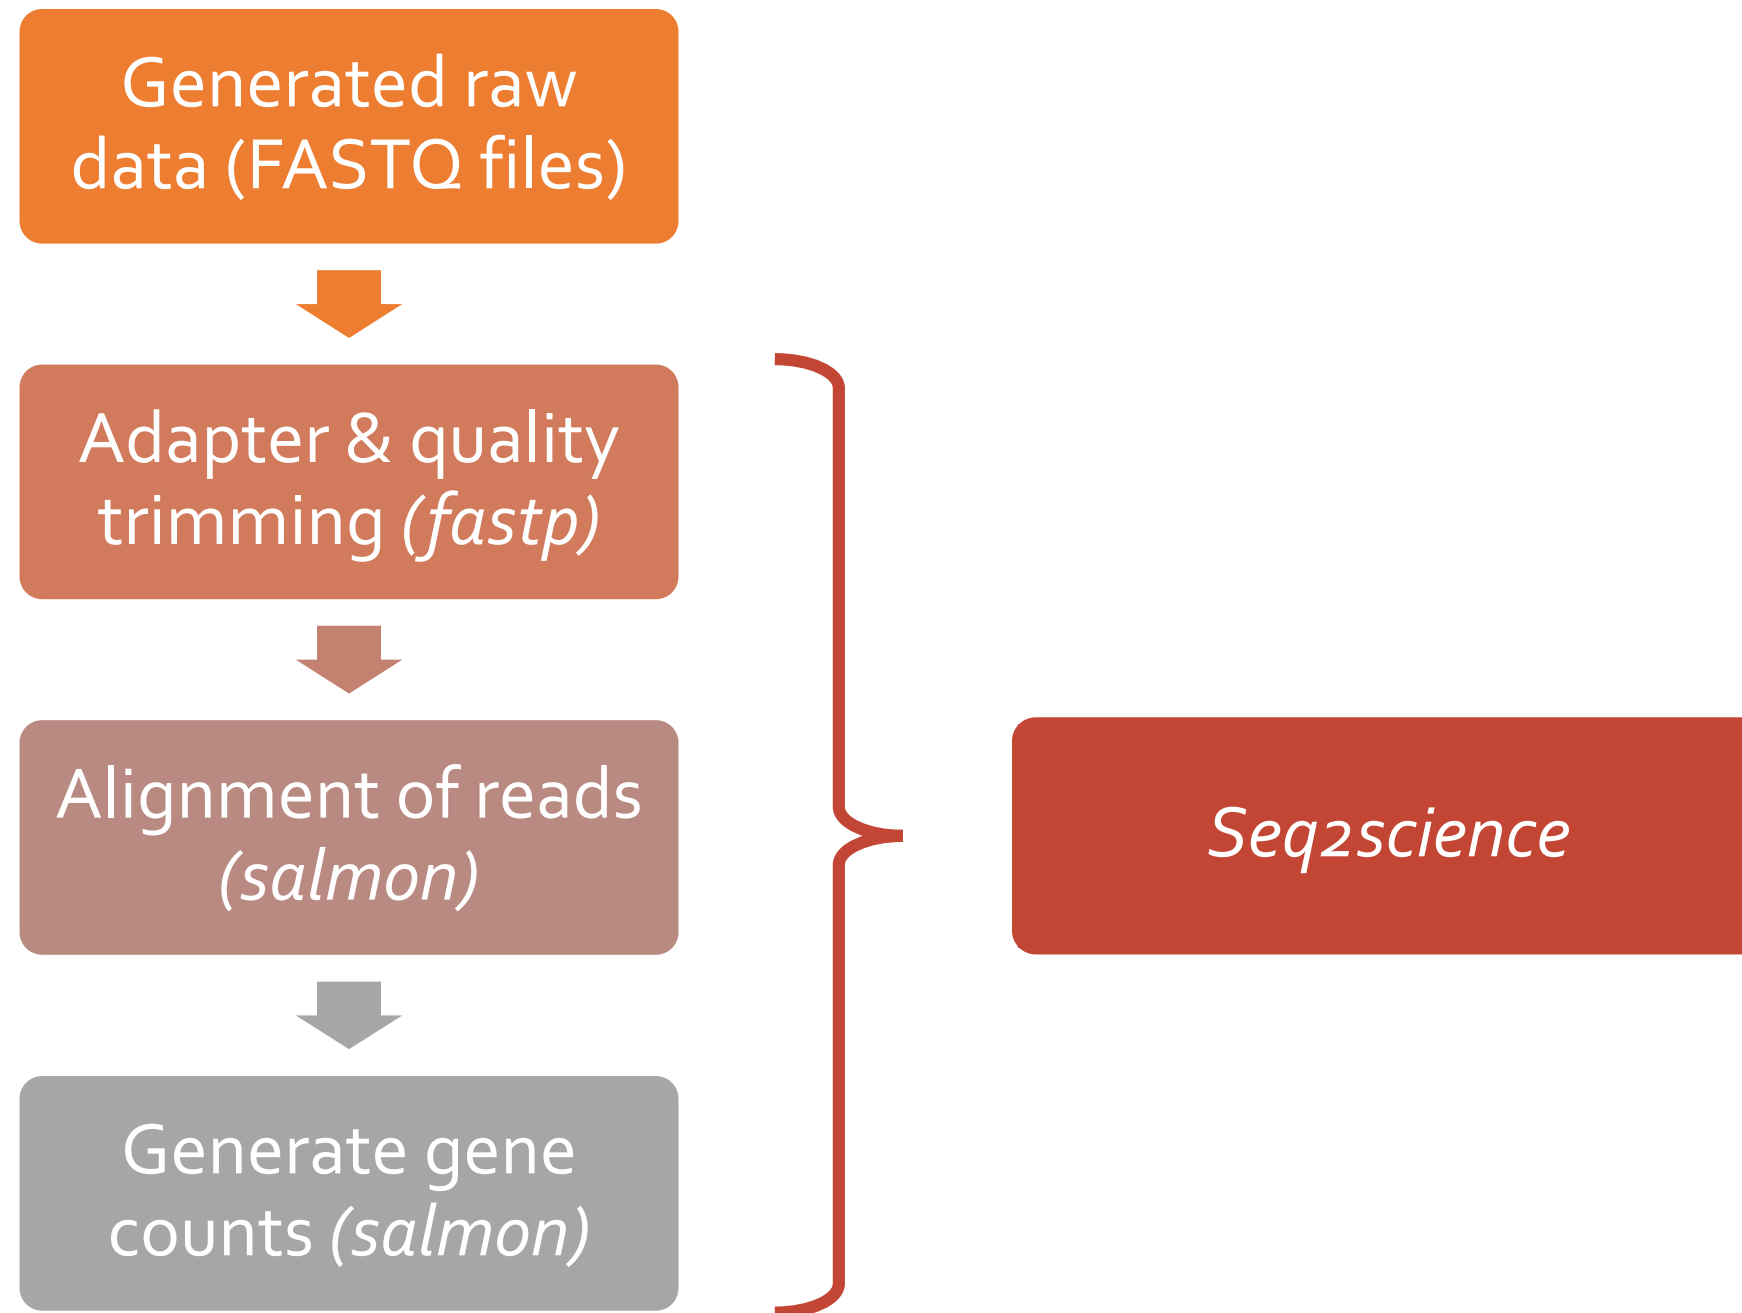 Generated raw
data (FASTQ files)
Adapter & quality
trimming (fastp)
Alignment of reads
(salmon)
Generate gene
counts (salmon)
Seq2science